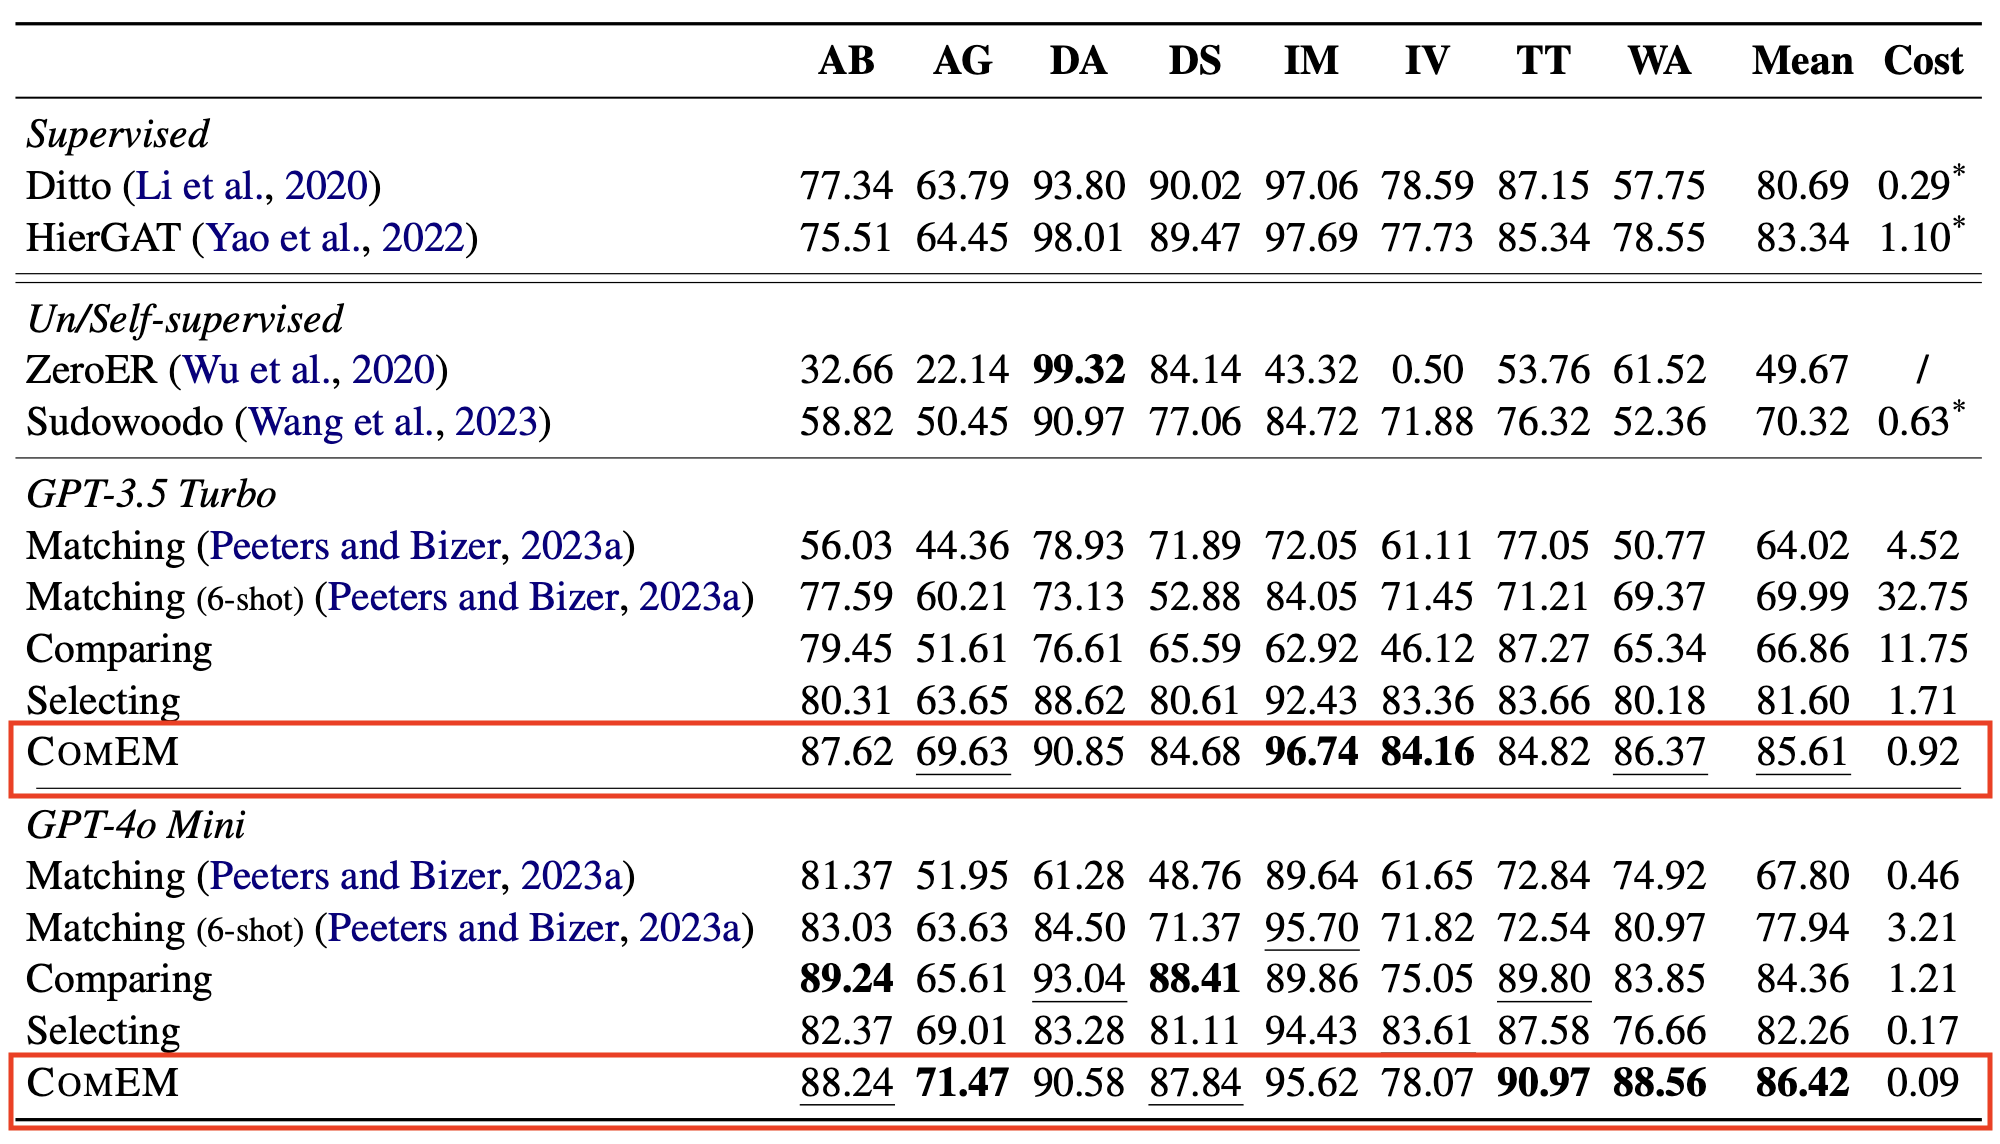 AB AG DA DS IM IV TT WA Mean Cost
Supervised
Ditto (Li et al., 2020) 77.34 63.79 93.80 90.02 97.06 78.59 87.15 57.75 80.69 0.29*
HierGAT (Yao et al., 2022) 75.51 64.45 98.01 89.47 97.69 77.73 85.34 78.55 83.34 1.10*
Un/Self-supervised
ZeroER (Wu et al., 2020) 32.66 22.14 99.32 84.14 43.32 0.50 53.76 61.52 49.67 /
Sudowoodo (Wang et al., 2023) 58.82 50.45 90.97 77.06 84.72 71.88 76.32 52.36 70.32 0.63*
GPT-3.5 Turbo
Matching (Peeters and Bizer, 2023a) 56.03 44.36 78.93 71.89 72.05 61.11 77.05 50.77 64.02 4.52
Matching (6-shot) (Peeters and Bizer, 2023a) 77.59 60.21 73.13 52.88 84.05 71.45 71.21 69.37 69.99 32.75
Comparing 79.45 51.61 76.61 65.59 62.92 46.12 87.27 65.34 66.86 11.75
Selecting 80.31 63.65 88.62 80.61 92.43 83.36 83.66 80.18 81.60 1.71
COMEM 87.62 69.63 90.85 84.68 96.74 84.16 84.82 86.37 85.61 0.92
GPT-4o Mini
Matching (Peeters and Bizer, 2023a) 81.37 51.95 61.28 48.76 89.64 61.65 72.84 74.92 67.80 0.46
Matching (6-shot) (Peeters and Bizer, 2023a) 83.03 63.63 84.50 71.37 95.70 71.82 72.54 80.97 77.94 3.21
Comparing 89.24 65.61 93.04 88.41 89.86 75.05 89.80 83.85 84.36 1.21
Selecting 82.37 69.01 83.28 81.11 94.43 83.61 87.58 76.66 82.26 0.17
COMEM 88.24 71.47 90.58 87.84 95.62 78.07 90.97 88.56 86.42 0.09